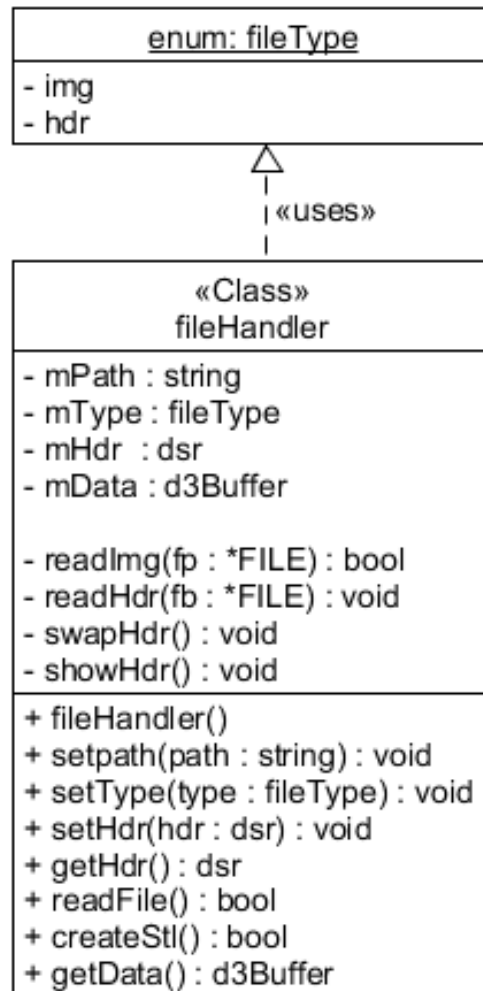 enum: fileType
- img
- hdr
«uses»
«Class»
fileHandler
- mPath : string
- mType : fileType
- mHdr : dsr
- mData : d3Buffer
- readImg(fp : *FILE) : bool
- readHdr(fb : *FILE) : void
- swapHdr() : void
- showHdr() : void
+ fileHandler()
+ setpath(path : string) : void
+ setType(type : fileType) : void
+ setHdr(hdr : dsr) : void
+ getHdr() : dsr
+ readFile() : bool
+ createStl() : bool
+ getData() : d3Buffer